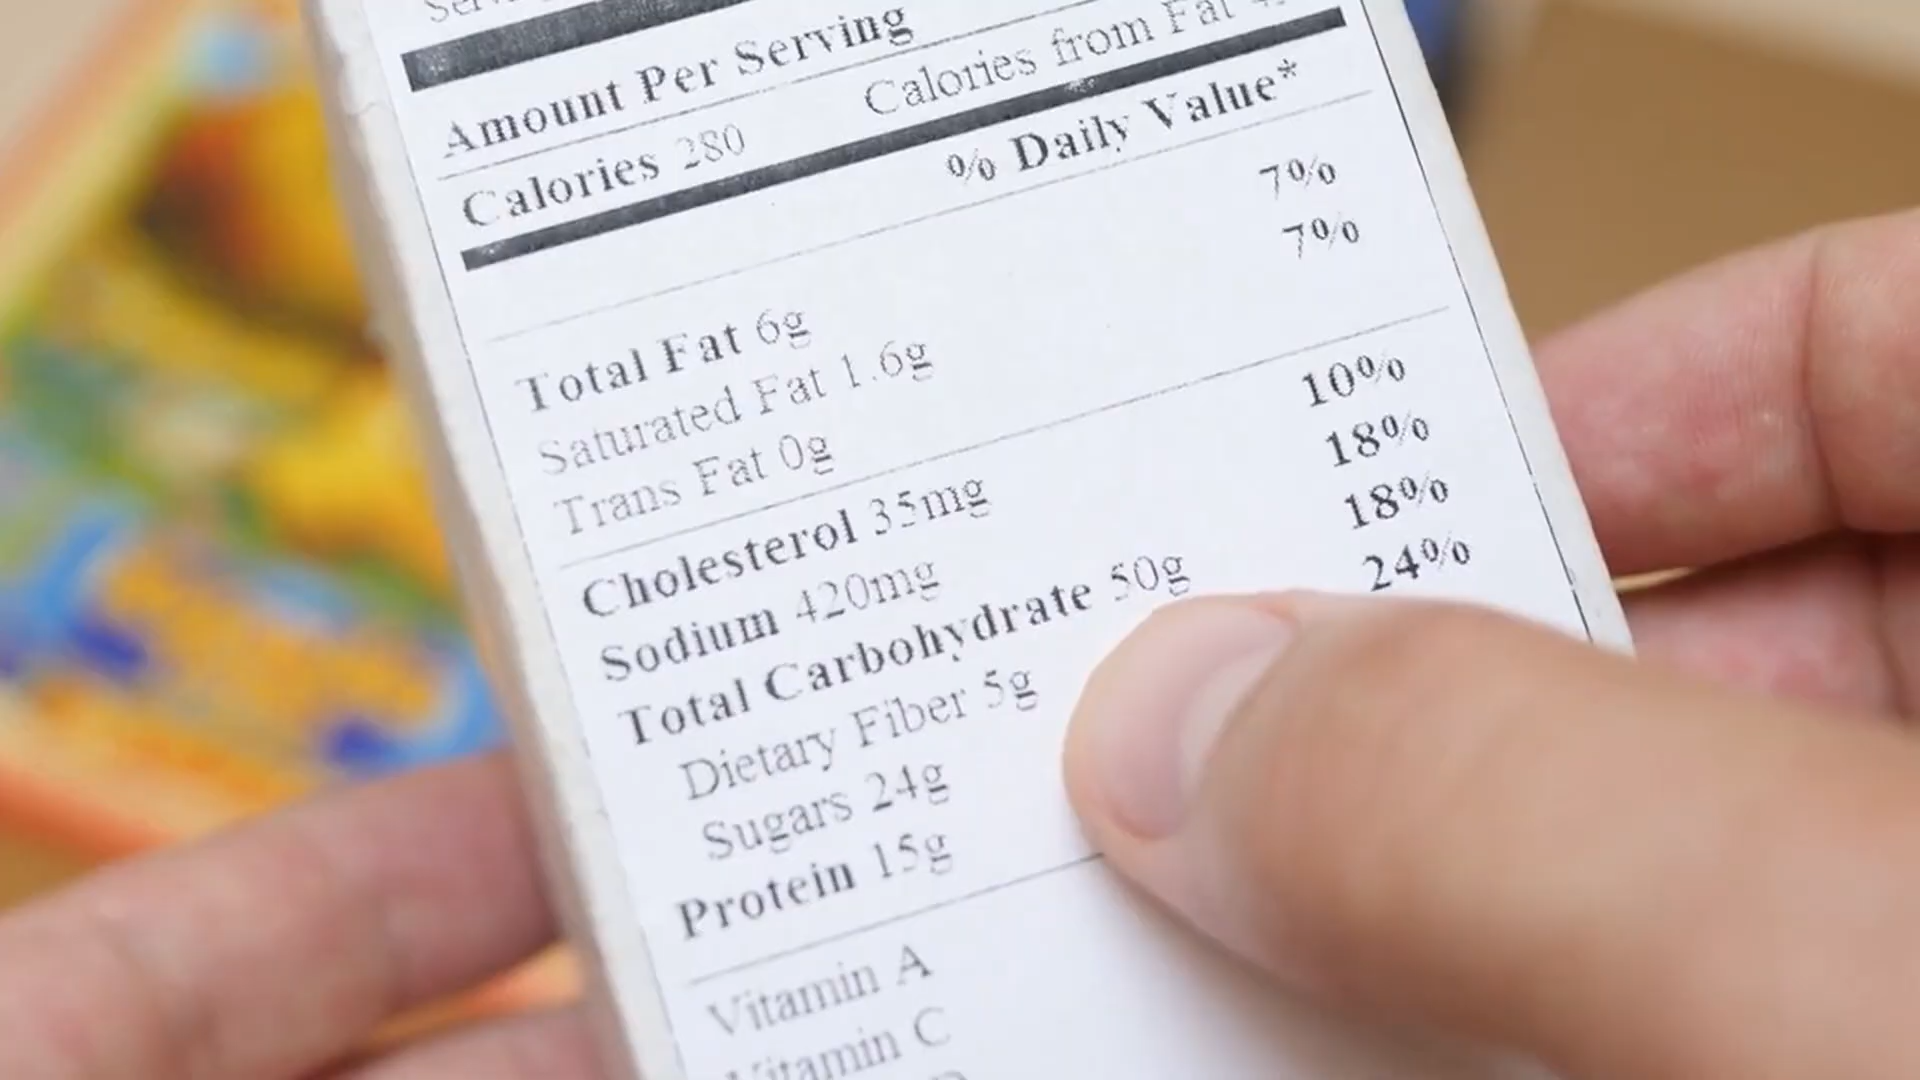 Amount Per Serving
Calories 280 Calories from Fat
% Daily Value*
7%
7%
Total Fat 6g
Saturated Fat 1.6g
Trans Fat 0g
10%
Cholesterol 35mg
18%
Sodium 420mg
18%
Total Carbohydrate 50g
24%
Dietary Fiber 5g
Sugars 24g
Protein 15g
Vitamin A
Vitamin C